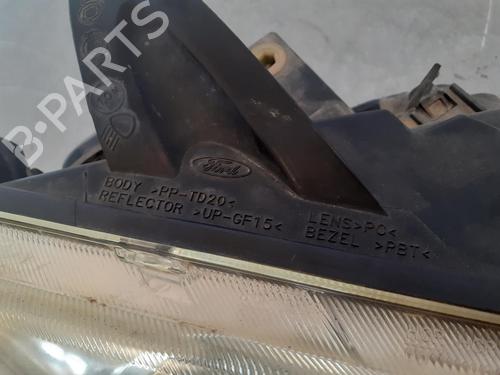 B-PARTS
Ford
BODY >PP-TD20<
REFLECTOR >UP-GF15<
LENS>PC<
BEZEL >PBT<